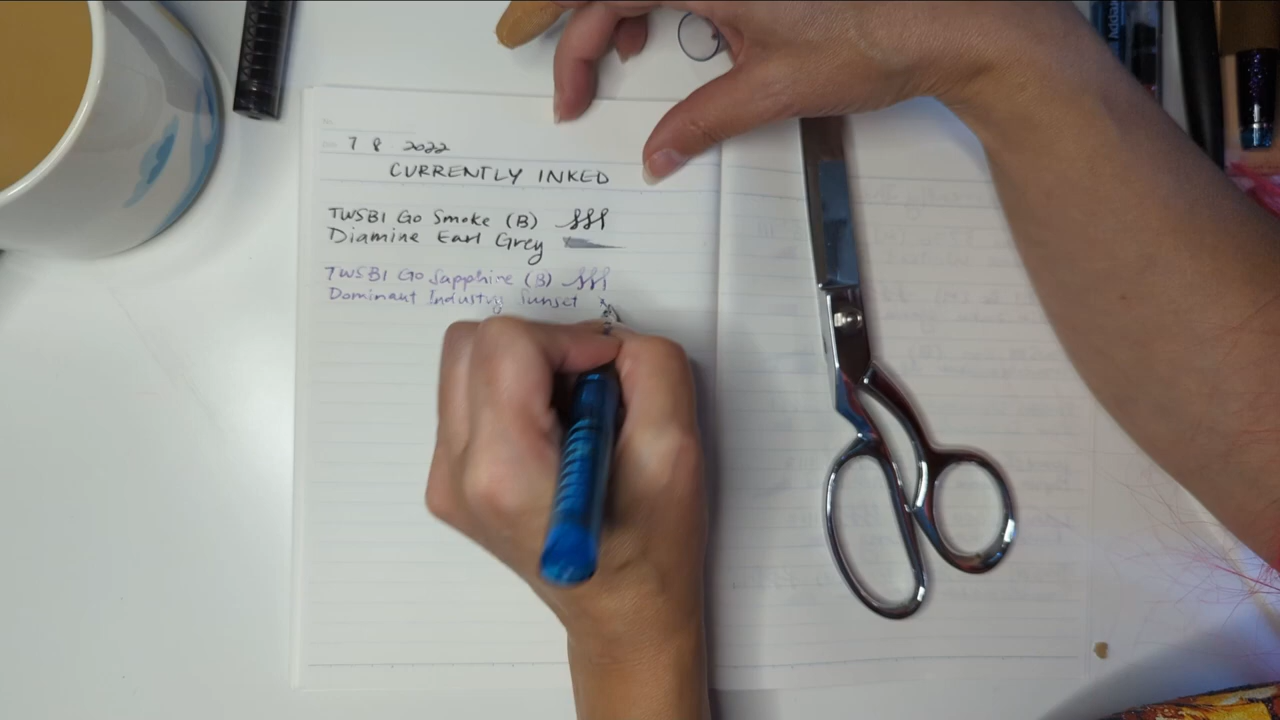 7 8 2022
CURRENTLY INKED
TWSBI Go Smoke (B)
Diamine Earl Grey
TWSBI Go Sapphire (B)
Dominant Industry Sunset